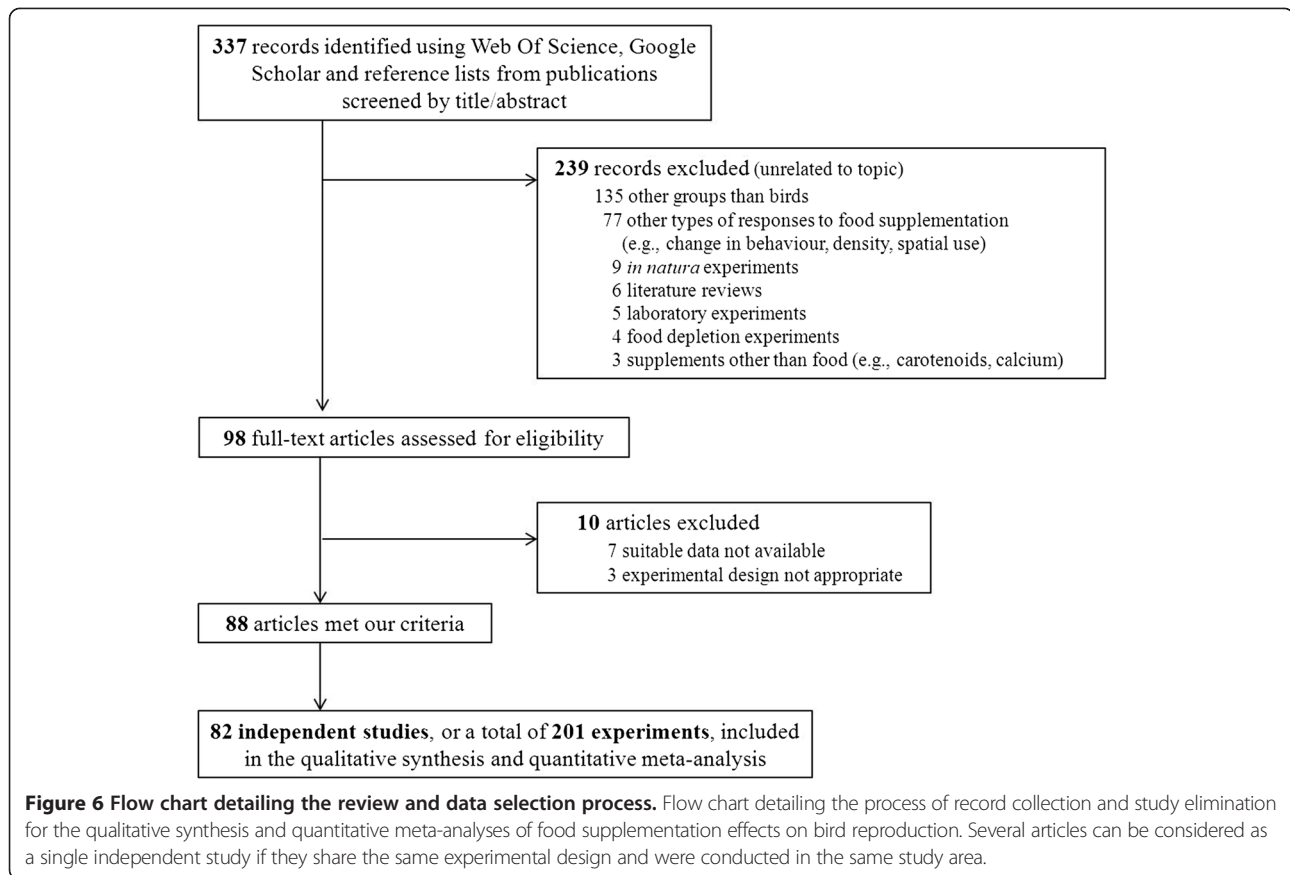 337 records identified using Web Of Science, Google
Scholar and reference lists from publications
screened by title/abstract
239 records excluded (unrelated to topic)
135 other groups than birds
77 other types of responses to food supplementation
(e.g., change in behaviour, density, spatial use)
9 in natura experiments
6 literature reviews
5 laboratory experiments
4 food depletion experiments
3 supplements other than food (e.g., carotenoids, calcium)
98 full-text articles assessed for eligibility
10 articles excluded
7 suitable data not available
3 experimental design not appropriate
88 articles met our criteria
82 independent studies, or a total of 201 experiments, included
in the qualitative synthesis and quantitative meta-analysis
Figure 6 Flow chart detailing the review and data selection process. Flow chart detailing the process of record collection and study elimination
for the qualitative synthesis and quantitative meta-analyses of food supplementation effects on bird reproduction. Several articles can be considered as
a single independent study if they share the same experimental design and were conducted in the same study area.